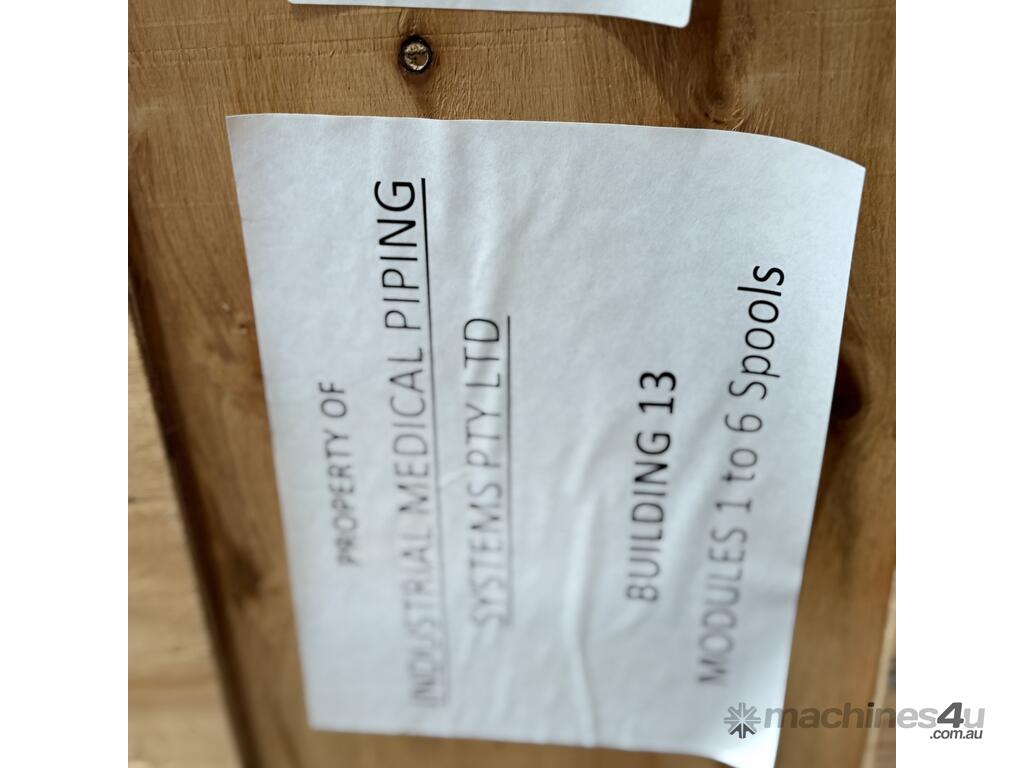 PROPERTY OF
INDUSTRIAL MEDICAL PIPING
SYSTEMS PTY LTD
BUILDING 13
MODULES 1 to 6 Spools
machines4u
.com.au